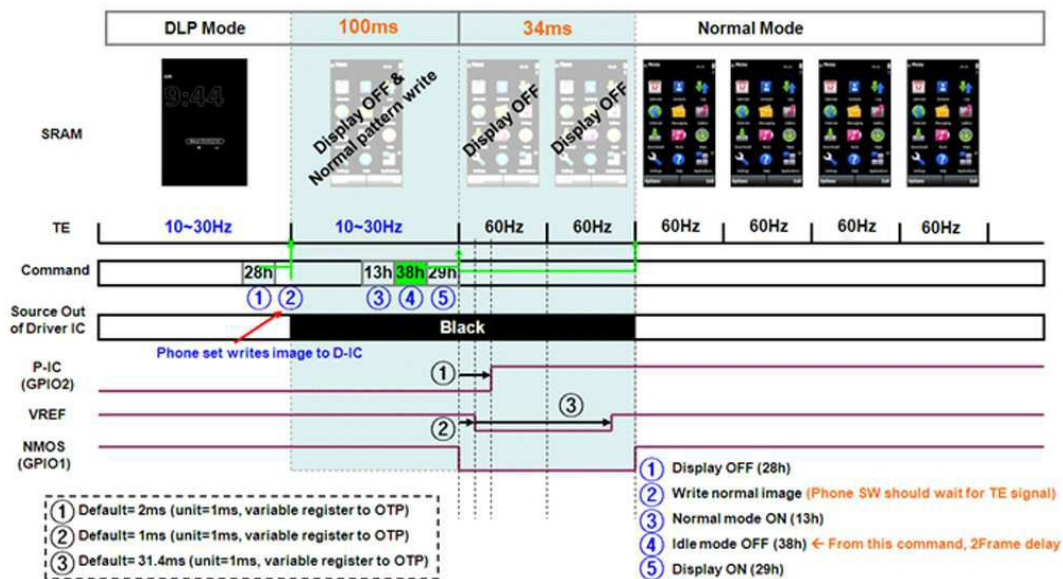 DLP Mode 100ms 34ms Normal Mode
SRAM
9:44
Display OFF &
Normal pattern write
Display OFF
Display OFF
TE 10~30Hz 10~30Hz 60Hz 60Hz 60Hz 60Hz 60Hz 60Hz
Command 28h 13h 38h 29h
① ② ③ ④ ⑤
Source Out
of Driver IC
Black
Phone set writes image to D-IC
P-IC
(GPIO2)
①
VREF
② ③
NMOS
(GPIO1)
① Default= 2ms (unit=1ms, variable register to OTP)
② Default= 1ms (unit=1ms, variable register to OTP)
③ Default= 31.4ms (unit=1ms, variable register to OTP)
① Display OFF (28h)
② Write normal image (Phone SW should wait for TE signal)
③ Normal mode ON (13h)
④ Idle mode OFF (38h) ← From this command, 2Frame delay
⑤ Display ON (29h)